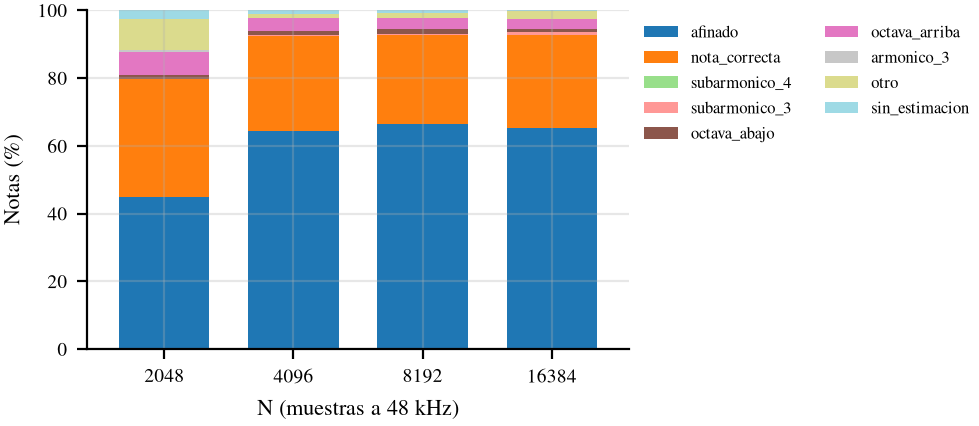 100
80
60
40
20
0
Notas (%)
2048
4096
8192
16384
N (muestras a 48 kHz)
afinado
nota_correcta
subarmonico_4
subarmonico_3
octava_abajo
octava_arriba
armonico_3
otro
sin_estimacion